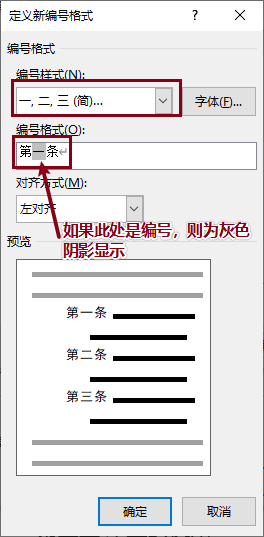 定义新编号格式
编号格式
编号样式(N):
一, 二, 三 (简)...
字体(F)...
编号格式(O):
第一条↵
对齐方式(M):
左对齐
如果此处是编号，则为灰色
阴影显示
预览
第一条
第二条
第三条
确定
取消